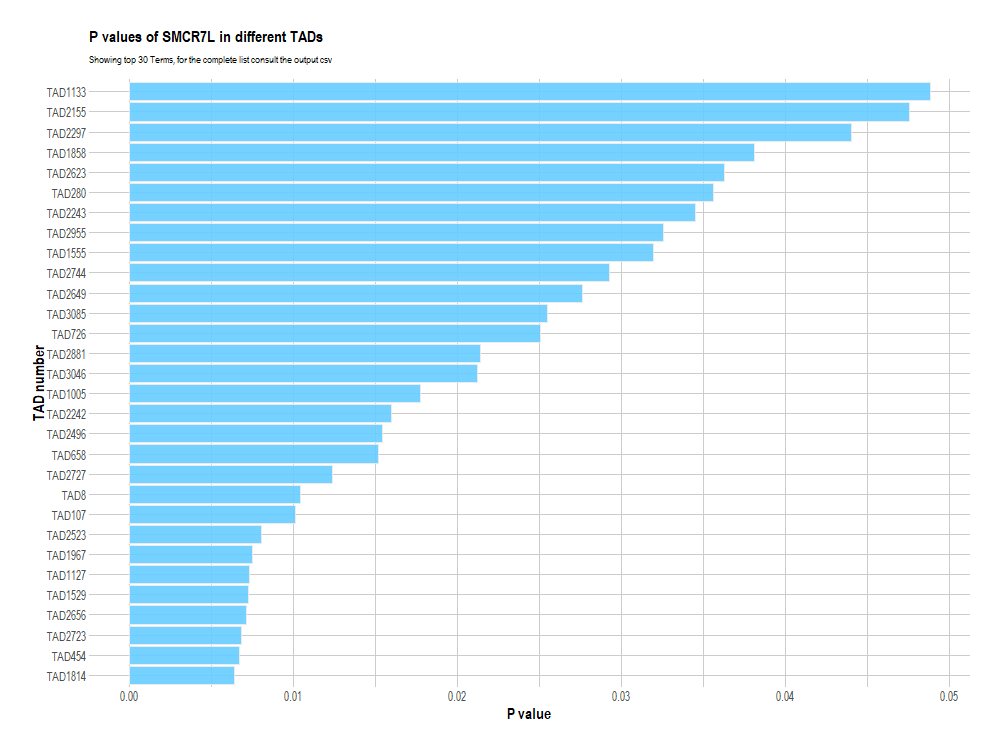 P values of SMCR7L in different TADs
Showing top 30 Terms, for the complete list consult the output csv
TAD1133
TAD2155
TAD2297
TAD1858
TAD2623
TAD280
TAD2243
TAD2955
TAD1555
TAD2744
TAD2649
TAD3085
TAD726
TAD2881
TAD3046
TAD1005
TAD2242
TAD2496
TAD658
TAD2727
TAD8
TAD107
TAD2523
TAD1967
TAD1127
TAD1529
TAD2656
TAD2723
TAD454
TAD1814
TAD number
0.00 0.01 0.02 0.03 0.04 0.05
P value